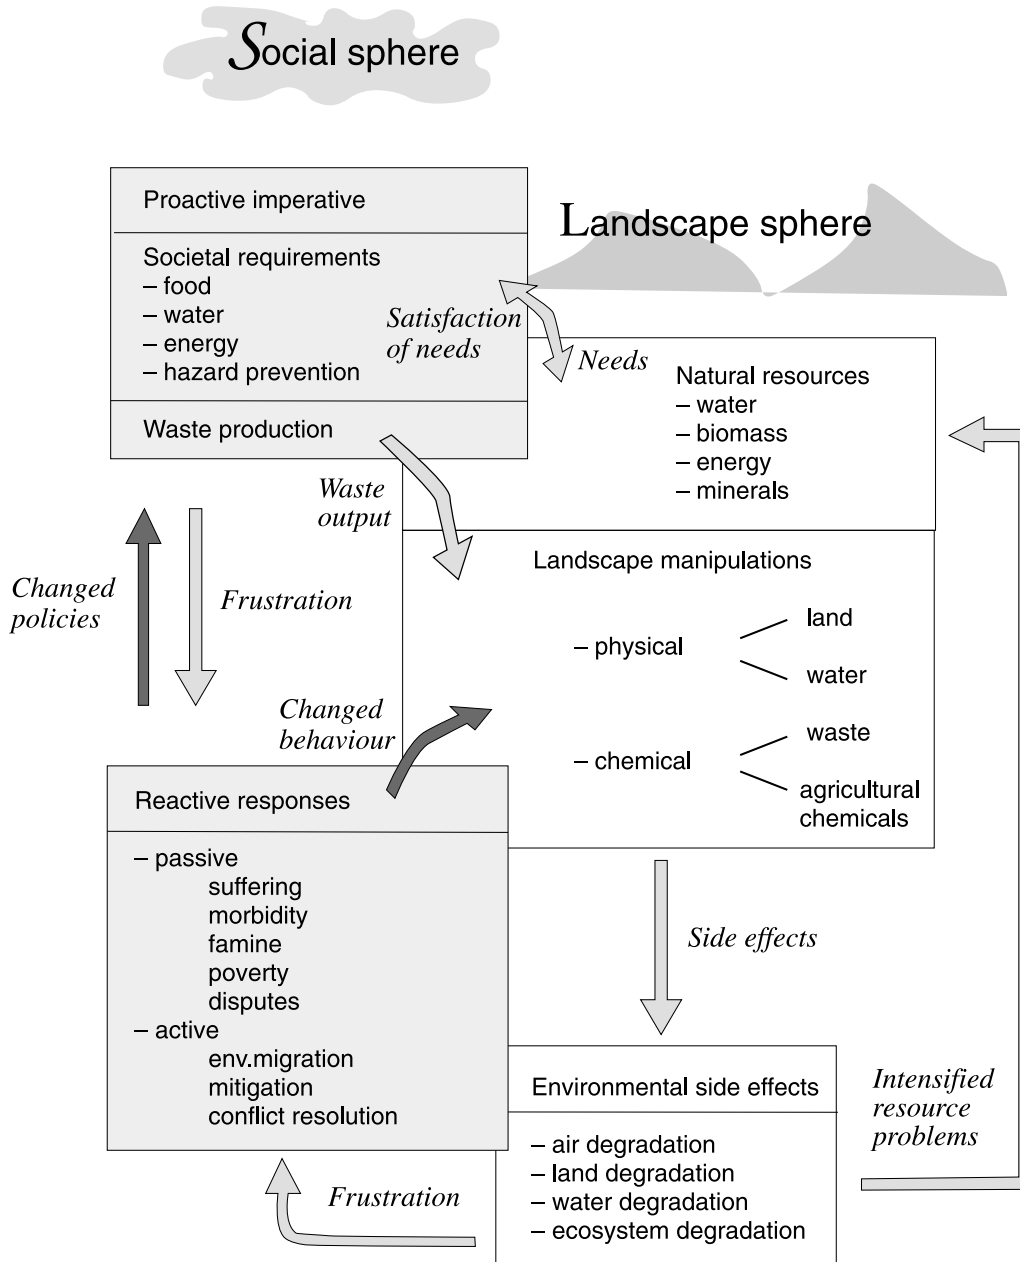 Social sphere
Proactive imperative
Landscape sphere
Societal requirements
– food
– water
– energy
– hazard prevention
Satisfaction
of needs
Needs
Natural resources
– water
– biomass
– energy
– minerals
Waste production
Waste
output
Landscape manipulations
– physical
land
water
– chemical
waste
agricultural
chemicals
Changed
policies
Frustration
Changed
behaviour
Reactive responses
– passive
suffering
morbidity
famine
poverty
disputes
– active
env.migration
mitigation
conflict resolution
Side effects
Environmental side effects
– air degradation
– land degradation
– water degradation
– ecosystem degradation
Intensified
resource
problems
Frustration